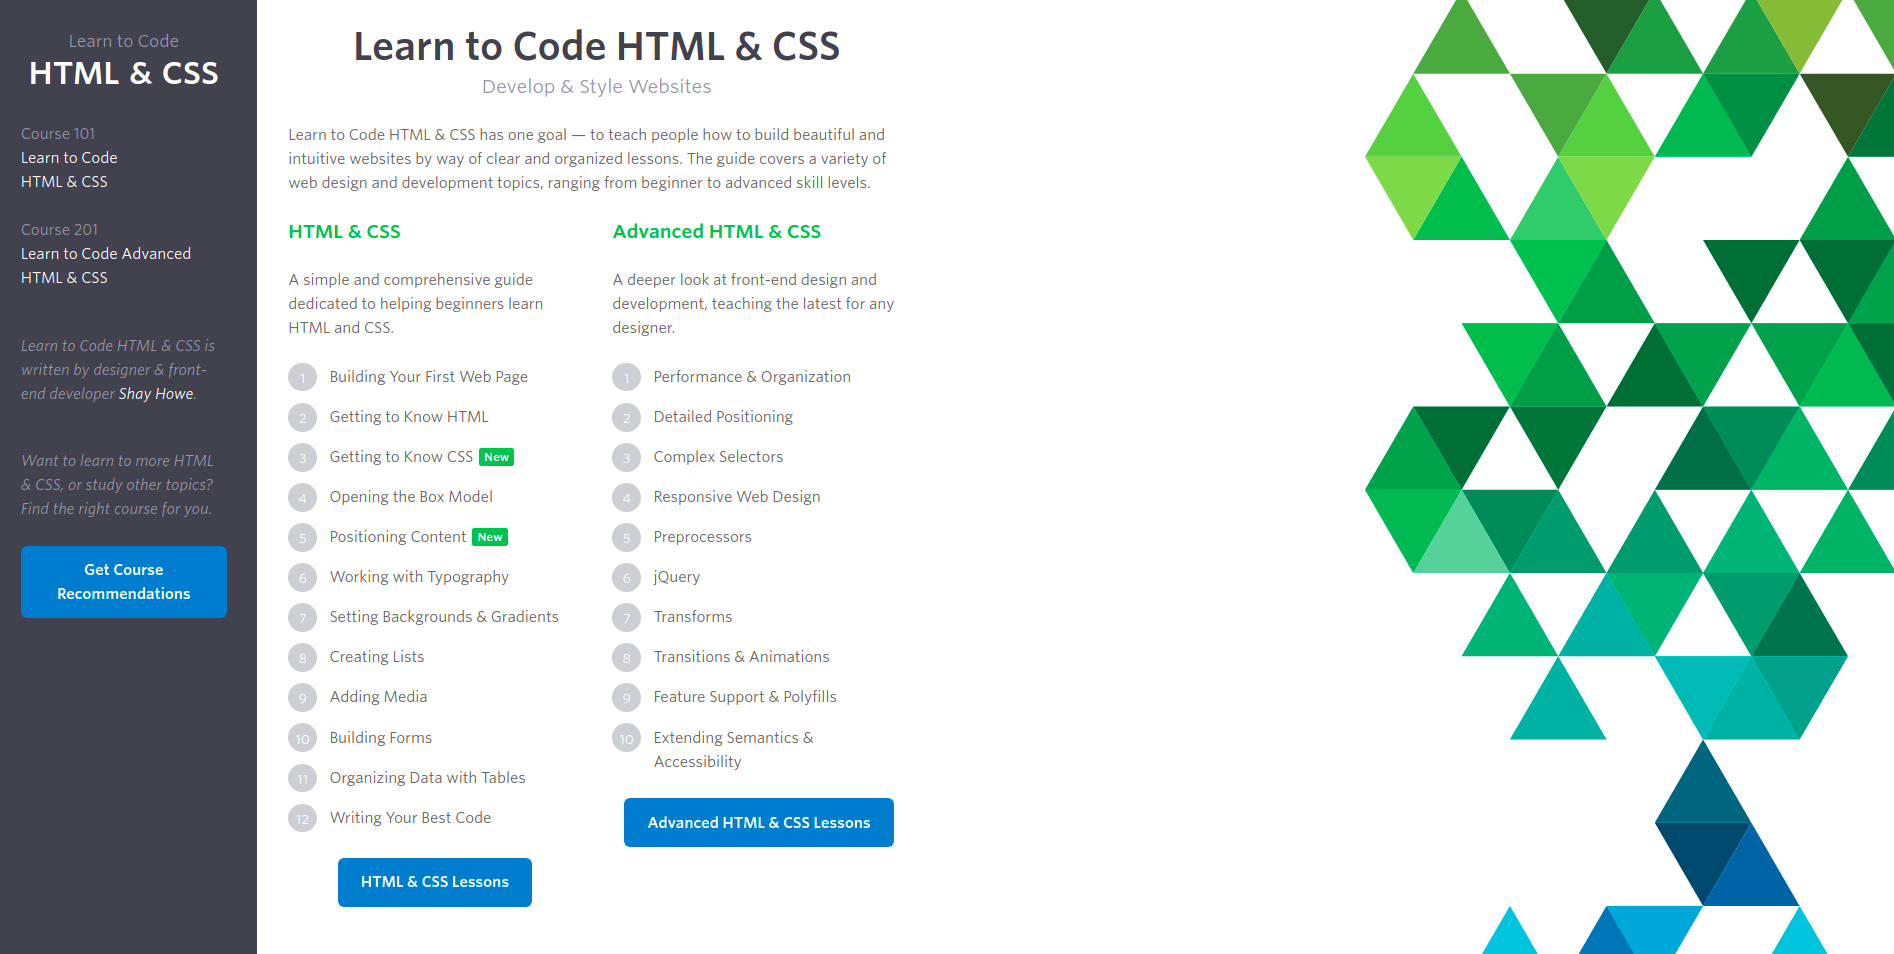 Learn to Code
HTML & CSS
Course 101
Learn to Code
HTML & CSS
Course 201
Learn to Code Advanced
HTML & CSS
Learn to Code HTML & CSS is
written by designer & front-
end developer Shay Howe.
Want to learn to more HTML
& CSS, or study other topics?
Find the right course for you.
Get Course
Recommendations
Learn to Code HTML & CSS
Develop & Style Websites
Learn to Code HTML & CSS has one goal — to teach people how to build beautiful and
intuitive websites by way of clear and organized lessons. The guide covers a variety of
web design and development topics, ranging from beginner to advanced skill levels.
HTML & CSS
A simple and comprehensive guide
dedicated to helping beginners learn
HTML and CSS.
1 Building Your First Web Page
2 Getting to Know HTML
3 Getting to Know CSS New
4 Opening the Box Model
5 Positioning Content New
6 Working with Typography
7 Setting Backgrounds & Gradients
8 Creating Lists
9 Adding Media
10 Building Forms
11 Organizing Data with Tables
12 Writing Your Best Code
HTML & CSS Lessons
Advanced HTML & CSS
A deeper look at front-end design and
development, teaching the latest for any
designer.
1 Performance & Organization
2 Detailed Positioning
3 Complex Selectors
4 Responsive Web Design
5 Preprocessors
6 jQuery
7 Transforms
8 Transitions & Animations
9 Feature Support & Polyfills
10 Extending Semantics &
Accessibility
Advanced HTML & CSS Lessons